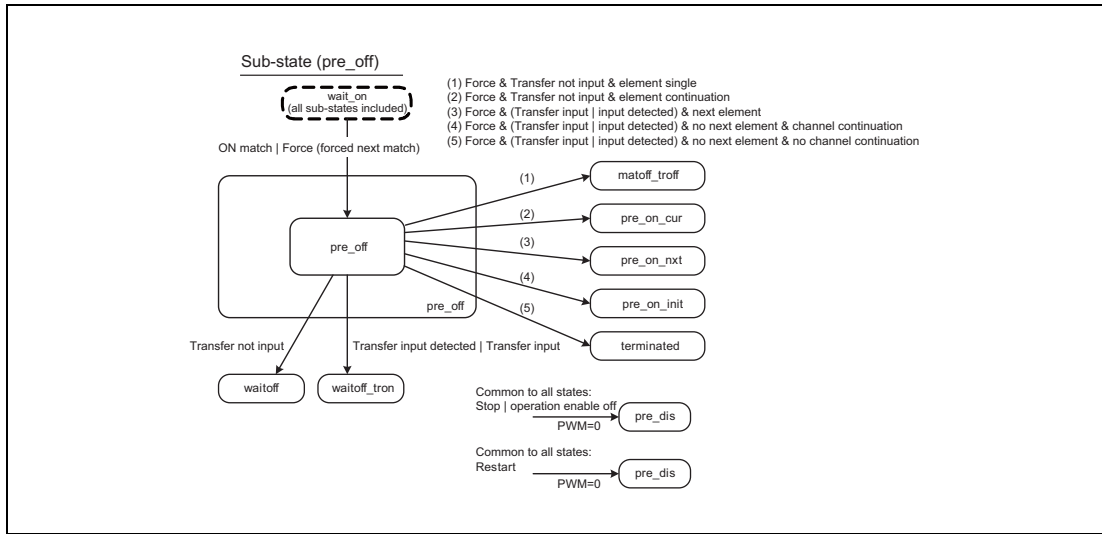 Sub-state (pre_off)
wait_on
(all sub-states included)
(1) Force & Transfer not input & element single
(2) Force & Transfer not input & element continuation
(3) Force & (Transfer input | input detected) & next element
(4) Force & (Transfer input | input detected) & no next element & channel continuation
(5) Force & (Transfer input | input detected) & no next element & no channel continuation
ON match | Force (forced next match)
(1)
matoff_troff
(2)
pre_on_cur
pre_off
(3)
pre_on_nxt
(4)
pre_on_init
pre_off
(5)
terminated
Transfer not input
Transfer input detected | Transfer input
waitoff
waitoff_tron
Common to all states:
Stop | operation enable off
PWM=0
pre_dis
Common to all states:
Restart
PWM=0
pre_dis